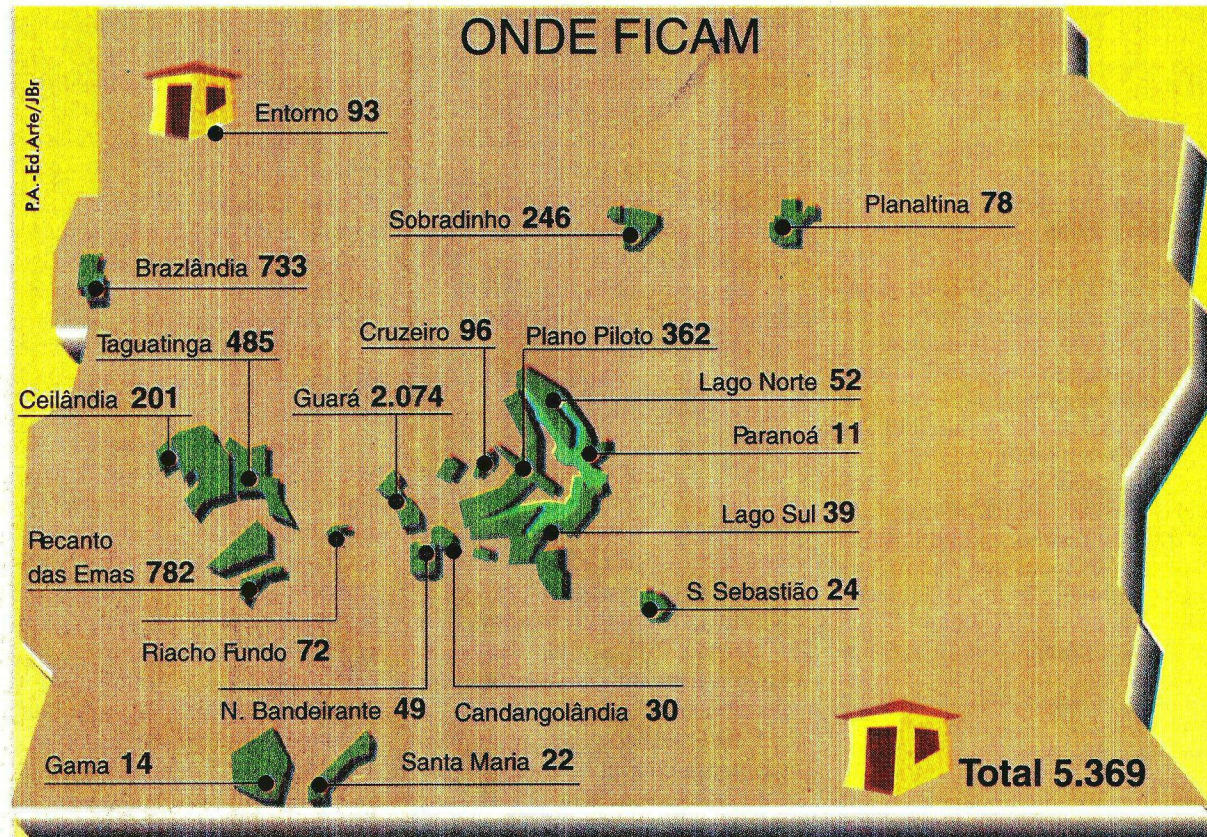 ONDE FICAM
P.A.-Ed.Arte/JBr
Entorno 93
Sobradinho 246
Planaltina 78
Brazlândia 733
Taguatinga 485
Cruzeiro 96
Plano Piloto 362
Ceilândia 201
Guará 2.074
Lago Norte 52
Paranoá 11
Lago Sul 39
Recanto
das Emas 782
S. Sebastião 24
Riacho Fundo 72
N. Bandeirante 49
Candangolândia 30
Gama 14
Santa Maria 22
Total 5.369